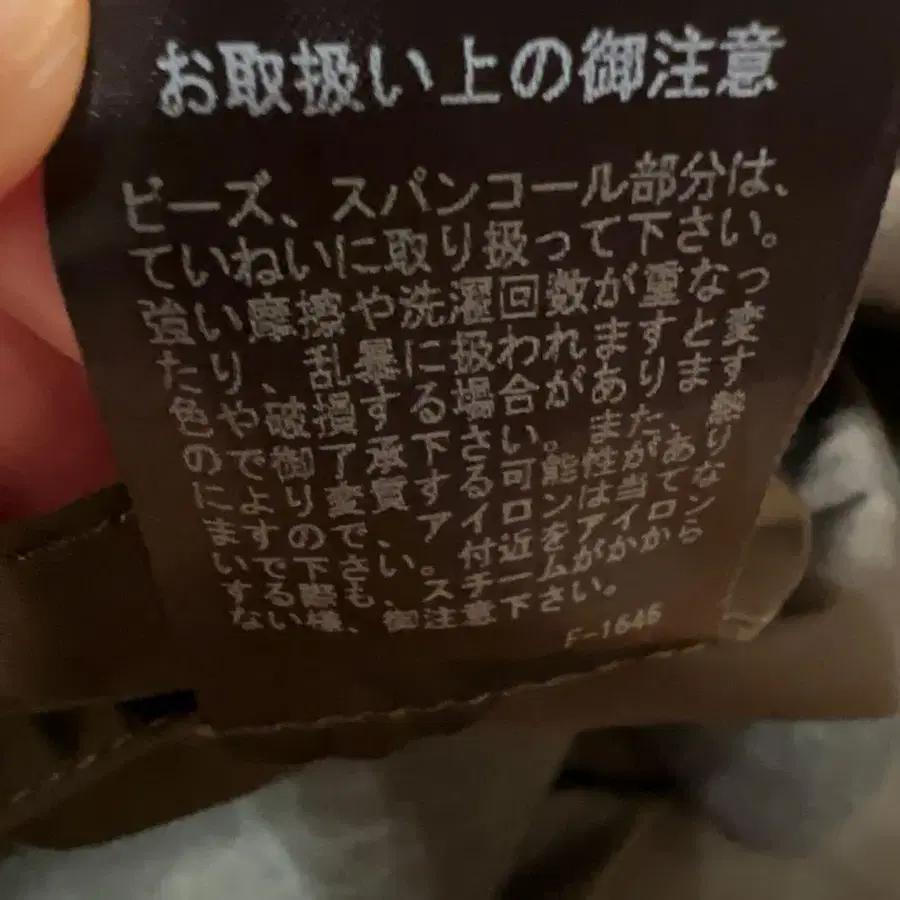 お取扱い上の御注意
ビーズ、スパンコール部分は、
ていねいに取り扱って下さい。
強い摩擦や洗濯回数が重なっ
たり、乱暴に扱われますと変
色や破損する場合があります
ので御了承下さい。また、熱
により変質する可能性があり
ますので、アイロンは当てな
いで下さい。付近をアイロン
する際も、スチームがかから
ない様、御注意下さい。
F-1646